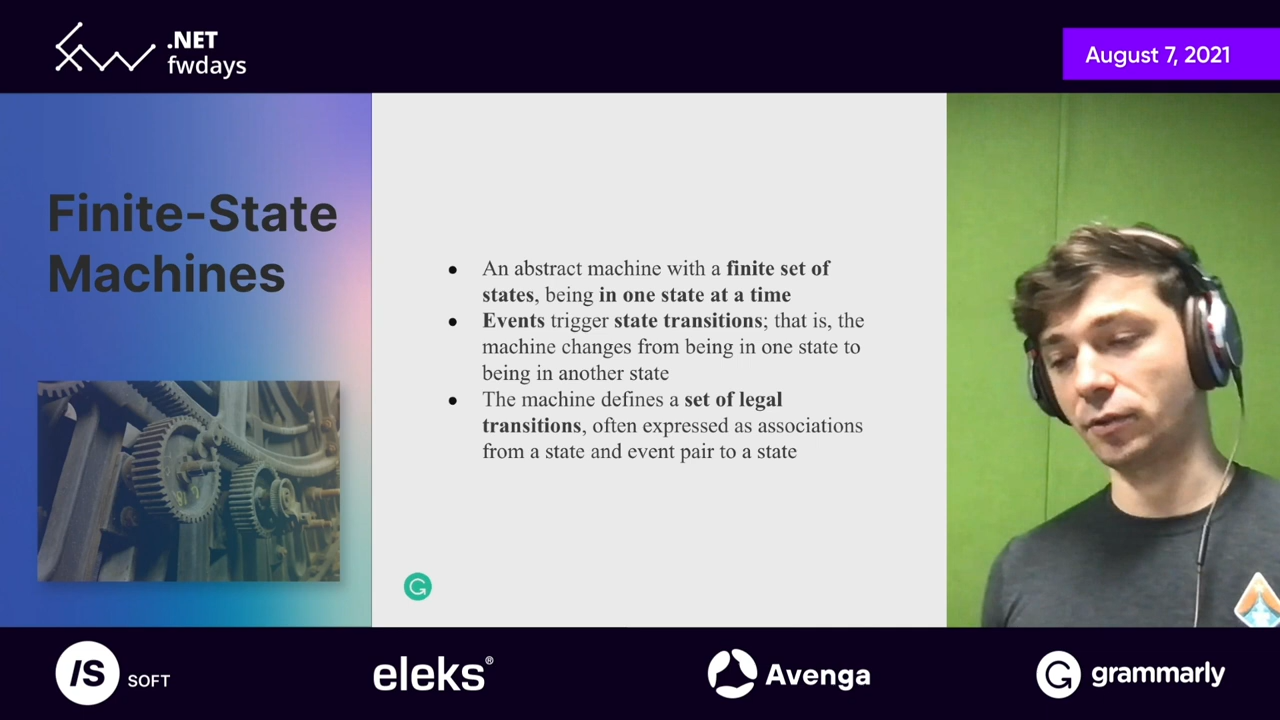 .NET
fwdays
August 7, 2021
Finite-State
Machines
● An abstract machine with a finite set of
states, being in one state at a time
● Events trigger state transitions; that is, the
machine changes from being in one state to
being in another state
● The machine defines a set of legal
transitions, often expressed as associations
from a state and event pair to a state
IS SOFT
eleks®
Avenga
grammarly